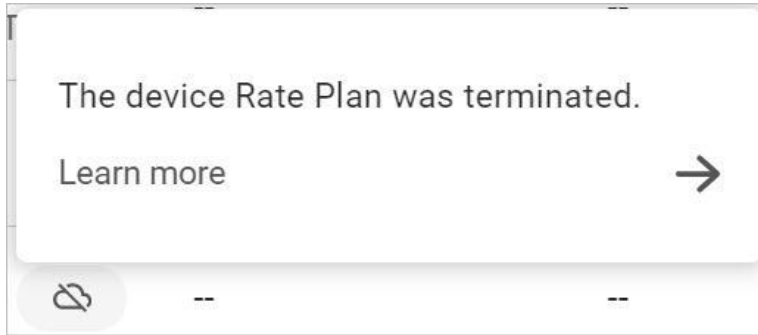 -- --
The device Rate Plan was terminated.
Learn more
-- --